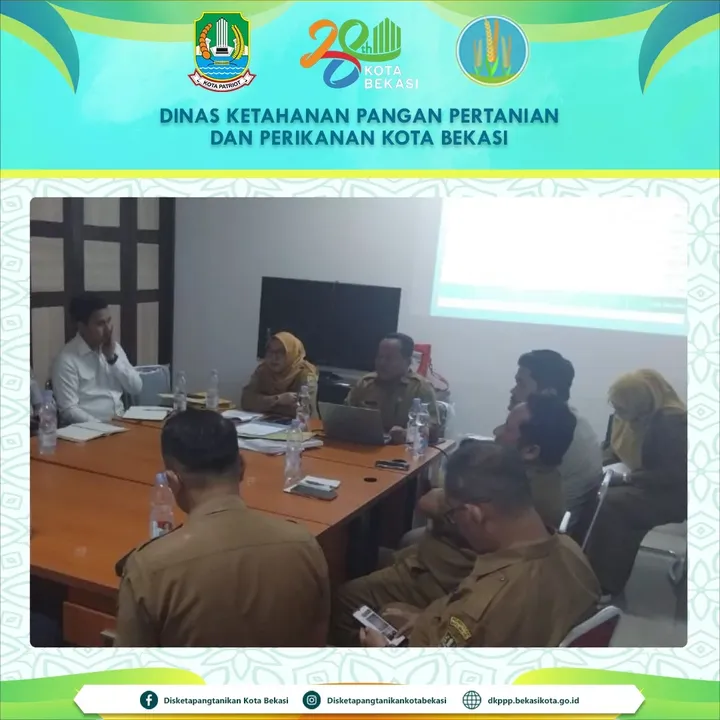 KOTA PATRIOT
28th
KOTA
BEKASI
DINAS KETAHANAN PANGAN PERTANIAN
DAN PERIKANAN KOTA BEKASI
Disketapangtanikan Kota Bekasi
Disketapangtanikankotabekasi
dkppp.bekasikota.go.id